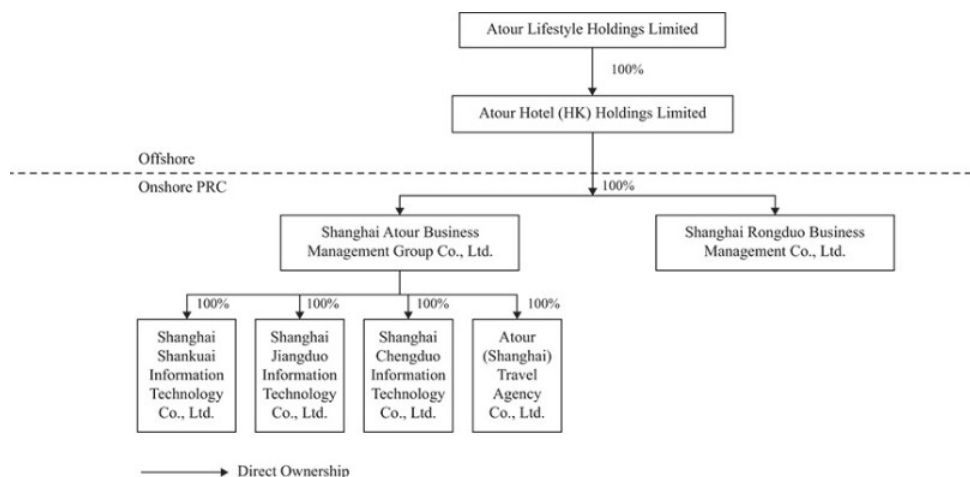 Atour Lifestyle Holdings Limited
100%
Atour Hotel (HK) Holdings Limited
Offshore
Onshore PRC
100%
Shanghai Atour Business
Management Group Co., Ltd.
Shanghai Rongduo Business
Management Co., Ltd.
100%
100%
100%
100%
Shanghai
Shankuai
Information
Technology
Co., Ltd.
Shanghai
Jiangduo
Information
Technology
Co., Ltd.
Shanghai
Chengduo
Information
Technology
Co., Ltd.
Atour
(Shanghai)
Travel
Agency
Co., Ltd.
Direct Ownership